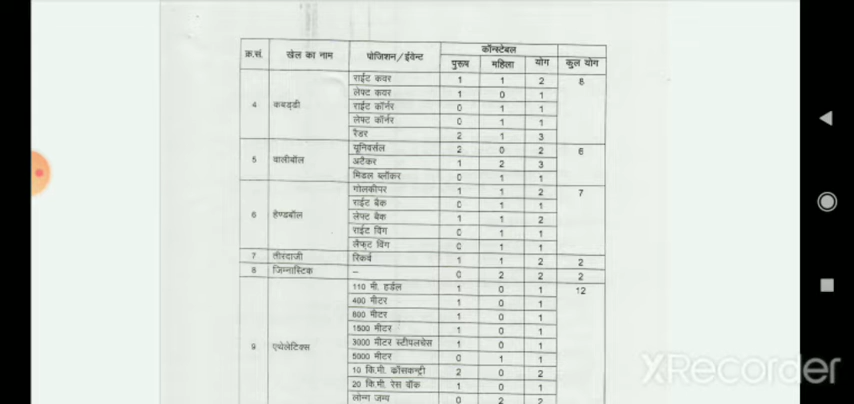 कॉन्स्टेबल
क्र.सं. खेल का नाम पोजिशन/ईवेन्ट पुरूष महिला योग कुल योग
राईट कवर 1 1 2 8
लेफ्ट कवर 1 0 1
4 कबड्डी राईट कॉर्नर 0 1 1
लेफ्ट कॉर्नर 0 1 1
रैडर 2 1 3
यूनिवर्सल 2 0 2 6
5 वालीबॉल अटैकर 1 2 3
मिडल ब्लॉकर 0 1 1
गोलकीपर 1 1 2 7
राईट बैक 0 1 1
6 हेण्डबॉल लेफ्ट बैक 1 1 2
राईट विंग 0 1 1
लैफ्ट विंग 0 1 1
7 तीरदाजी रिकर्व 1 1 2 2
8 जिम्नास्टिक – 0 2 2 2
110 मी. हर्डल 1 0 1 12
400 मीटर 1 0 1
800 मीटर 1 0 1
1500 मीटर 1 0 1
9 एथेलेटिक्स 3000 मीटर स्टीपलचेस 1 0 1
5000 मीटर 0 1 1
10 कि.मी. क्रॉसकन्ट्री 2 0 2
20 कि.मी. रेस वॉक 1 0 1
लोन्ग जम्प 0 2 2
XRecorder